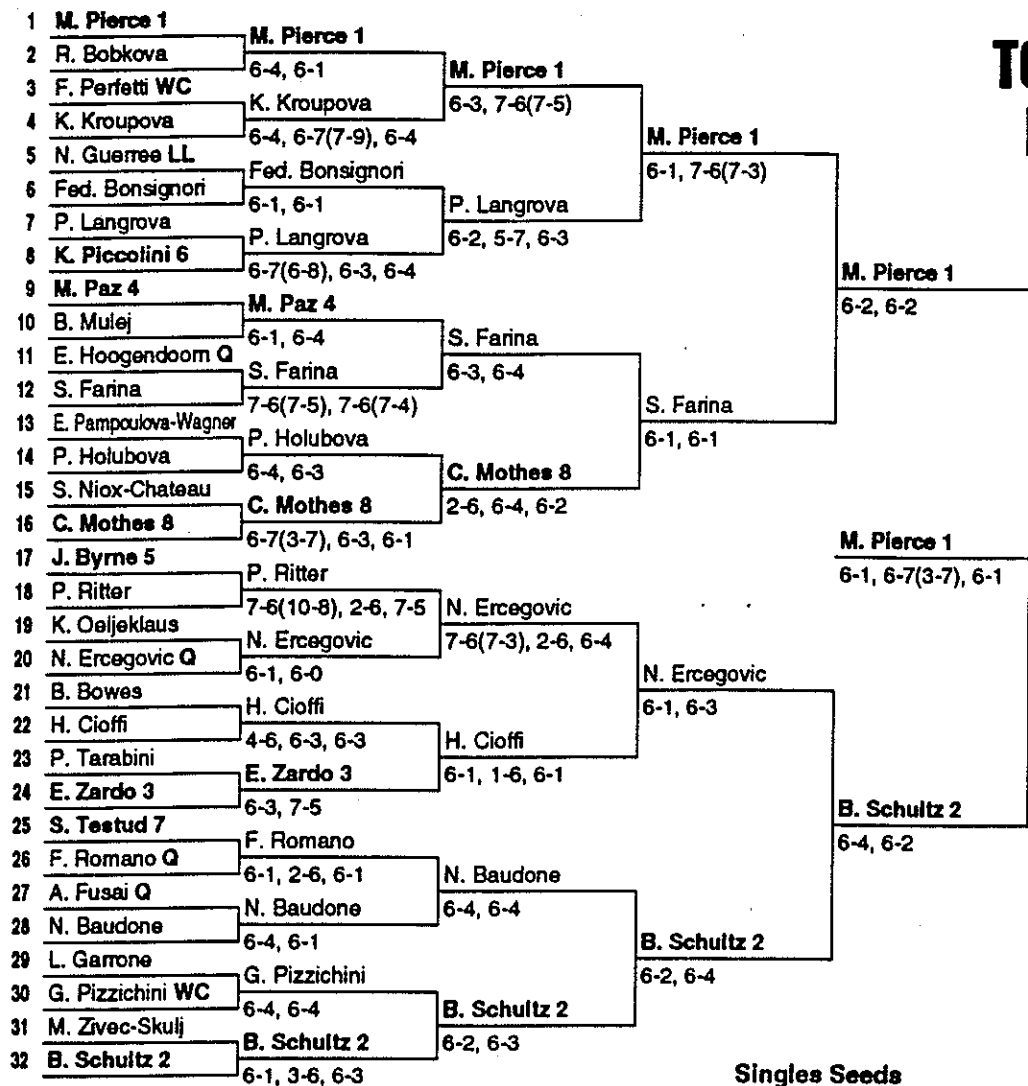 1 M. Pierce 1
2 R. Bobkova
3 F. Perfetti WC
4 K. Kroupova
5 N. Guerree LL
6 Fed. Bonsignori
7 P. Langrova
8 K. Piccolini 6
9 M. Paz 4
10 B. Mulej
11 E. Hoogendoorn Q
12 S. Farina
13 E. Pampoulova-Wagner
14 P. Holubova
15 S. Niox-Chateau
16 C. Mothes 8
17 J. Byrne 5
18 P. Ritter
19 K. Oeljeklaus
20 N. Ercegovic Q
21 B. Bowes
22 H. Cioffi
23 P. Tarabini
24 E. Zardo 3
25 S. Testud 7
26 F. Romano Q
27 A. Fusai Q
28 N. Baudone
29 L. Garrone
30 G. Pizzichini WC
31 M. Zivec-Skulj
32 B. Schultz 2
M. Pierce 1
6-4, 6-1
K. Kroupova
6-4, 6-7(7-9), 6-4
Fed. Bonsignori
6-1, 6-1
P. Langrova
6-7(6-8), 6-3, 6-4
M. Paz 4
6-1, 6-4
S. Farina
7-6(7-5), 7-6(7-4)
P. Holubova
6-4, 6-3
C. Mothes 8
6-7(3-7), 6-3, 6-1
P. Ritter
7-6(10-8), 2-6, 7-5
N. Ercegovic
6-1, 6-0
H. Cioffi
4-6, 6-3, 6-3
E. Zardo 3
6-3, 7-5
F. Romano
6-1, 2-6, 6-1
N. Baudone
6-4, 6-1
G. Pizzichini
6-4, 6-4
B. Schultz 2
6-1, 3-6, 6-3
M. Pierce 1
6-3, 7-6(7-5)
P. Langrova
6-2, 5-7, 6-3
S. Farina
6-3, 6-4
C. Mothes 8
2-6, 6-4, 6-2
N. Ercegovic
7-6(7-3), 2-6, 6-4
H. Cioffi
6-1, 1-6, 6-1
N. Baudone
6-4, 6-4
B. Schultz 2
6-2, 6-3
M. Pierce 1
6-1, 7-6(7-3)
S. Farina
6-1, 6-1
N. Ercegovic
6-1, 6-3
B. Schultz 2
6-2, 6-4
M. Pierce 1
6-2, 6-2
B. Schultz 2
6-4, 6-2
M. Pierce 1
6-1, 6-7(3-7), 6-1
Singles Seeds